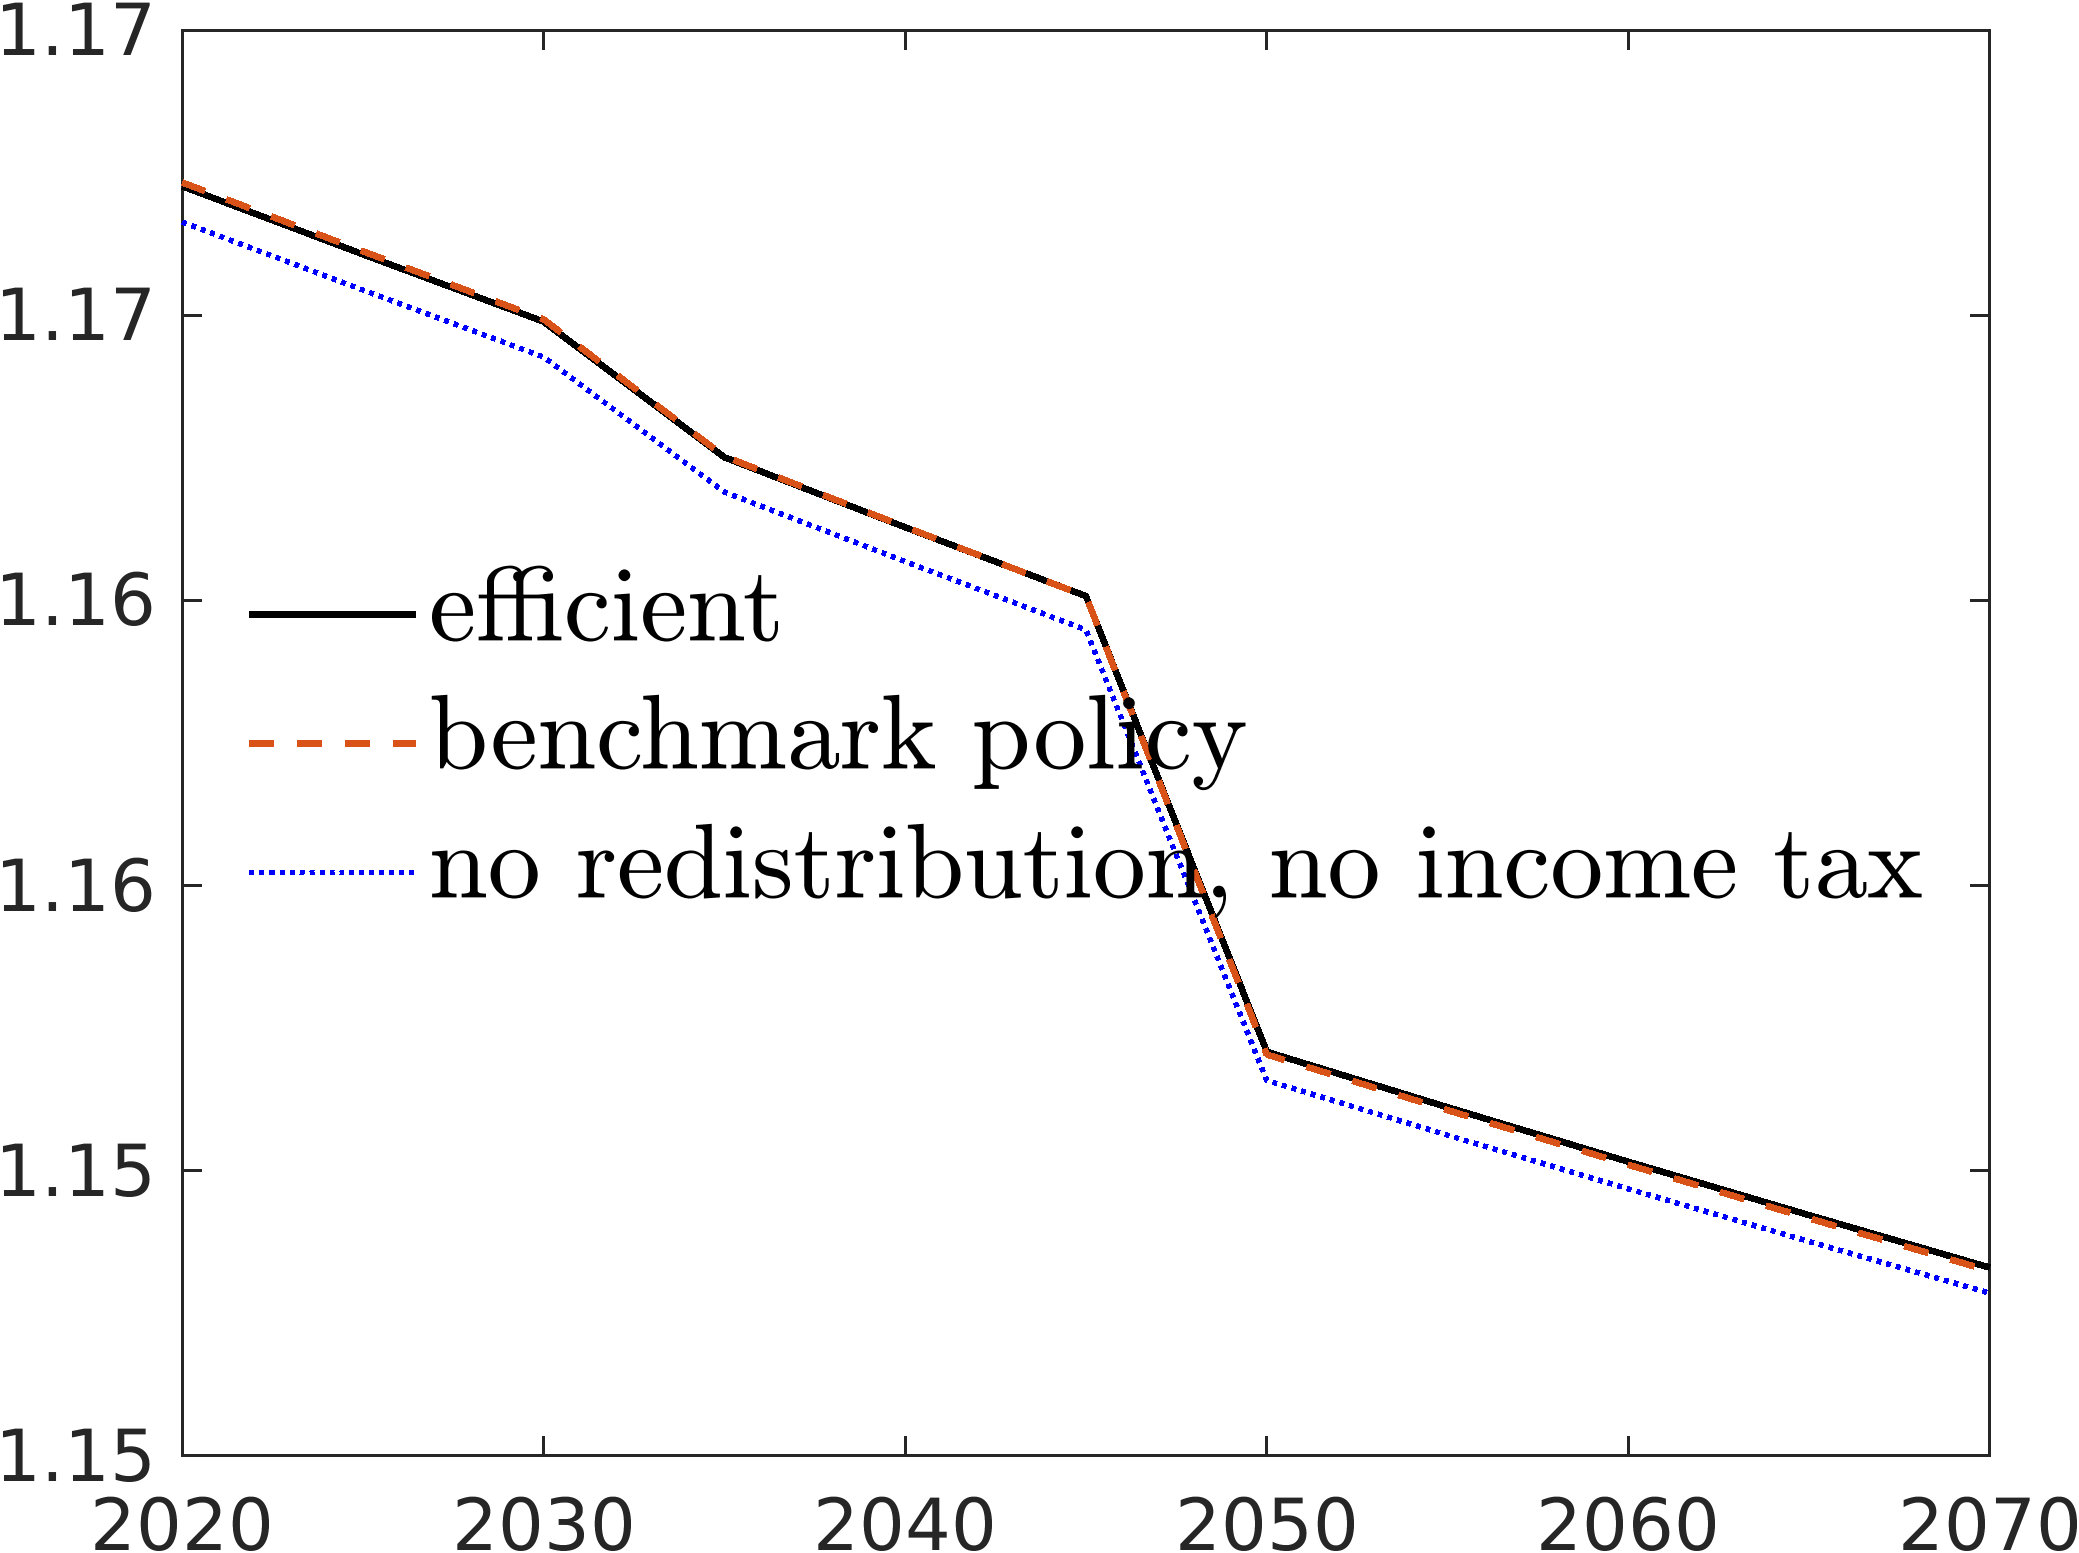 1.17
1.17
1.16
1.16
1.15
1.15
efficient
benchmark policy
no redistribution, no income tax
2020 2030 2040 2050 2060 2070